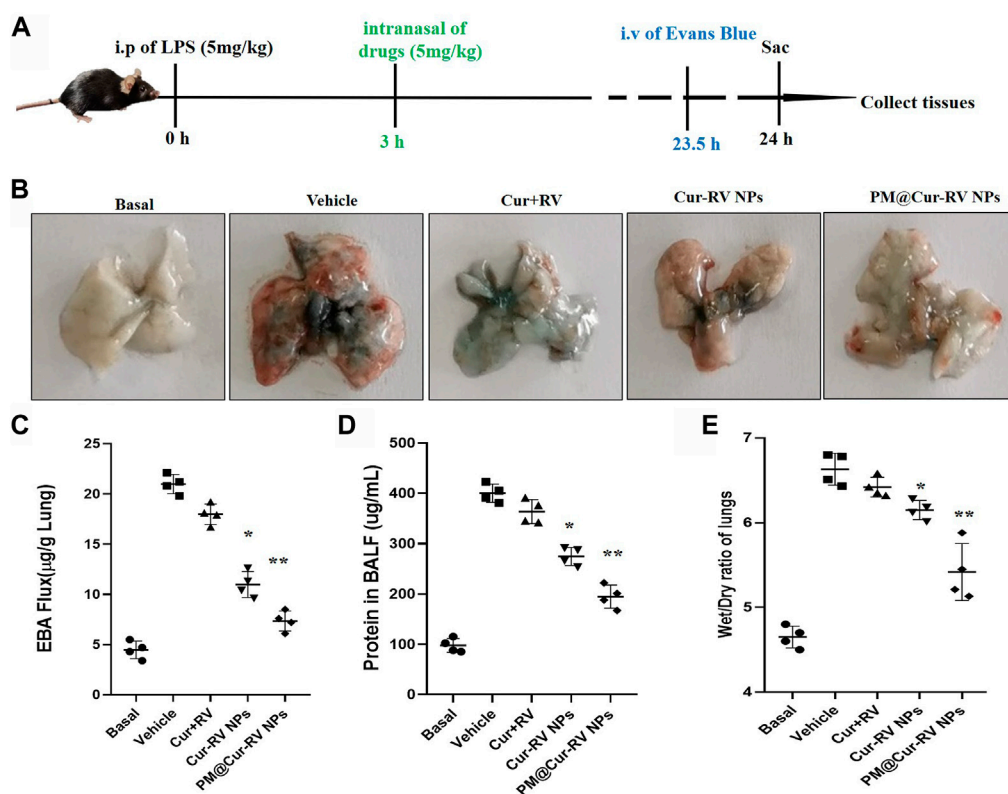 A
i.p of LPS (5mg/kg)
intranasal of
drugs (5mg/kg)
i.v of Evans Blue
Sac
Collect tissues
0 h
3 h
23.5 h
24 h
B
Basal
Vehicle
Cur+RV
Cur-RV NPs
PM@Cur-RV NPs
C
EBA Flux(μg/g Lung)
25
20
15
10
5
0
*
**
Basal
Vehicle
Cur+RV
Cur-RV NPs
PM@Cur-RV NPs
D
Protein in BALF (ug/mL)
500
400
300
200
100
0
*
**
Basal
Vehicle
Cur+RV
Cur-RV NPs
PM@Cur-RV NPs
E
Wet/Dry ratio of lungs
7
6
5
4
*
**
Basal
Vehicle
Cur+RV
Cur-RV NPs
PM@Cur-RV NPs